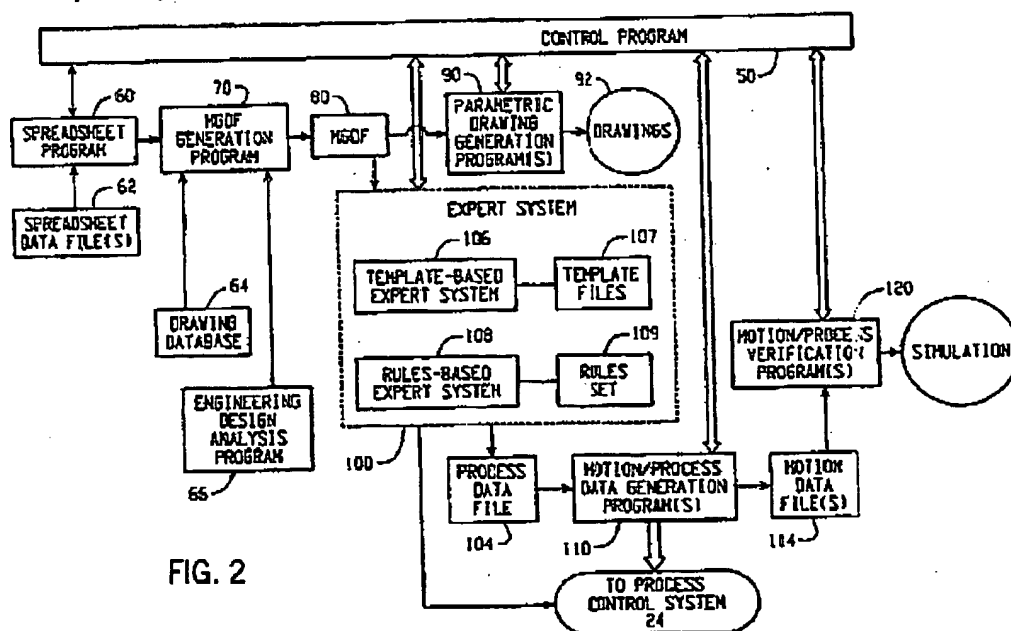 CONTROL PROGRAM
50
60
SPREADSHEET
PROGRAM
62
SPREADSHEET
DATA FILE(S)
70
MGDF
GENERATION
PROGRAM
80
MGDF
90
PARAMETRIC
DRAWING
GENERATION
PROGRAM(S)
92
DRAWINGS
64
DRAWING
DATABASE
ENGINEERING
DESIGN
ANALYSIS
PROGRAM
65
EXPERT SYSTEM
106
TEMPLATE-BASED
EXPERT SYSTEM
107
TEMPLATE
FILES
108
RULES-BASED
EXPERT SYSTEM
109
RULES
SET
100
120
MOTION/PROCESS
VERIFICATION
PROGRAM(S)
SIMULATION
PROCESS
DATA
FILE
104
MOTION/PROCESS
DATA GENERATION
PROGRAM(S)
110
MOTION
DATA
FILE(S)
114
TO PROCESS
CONTROL SYSTEM
24
FIG. 2